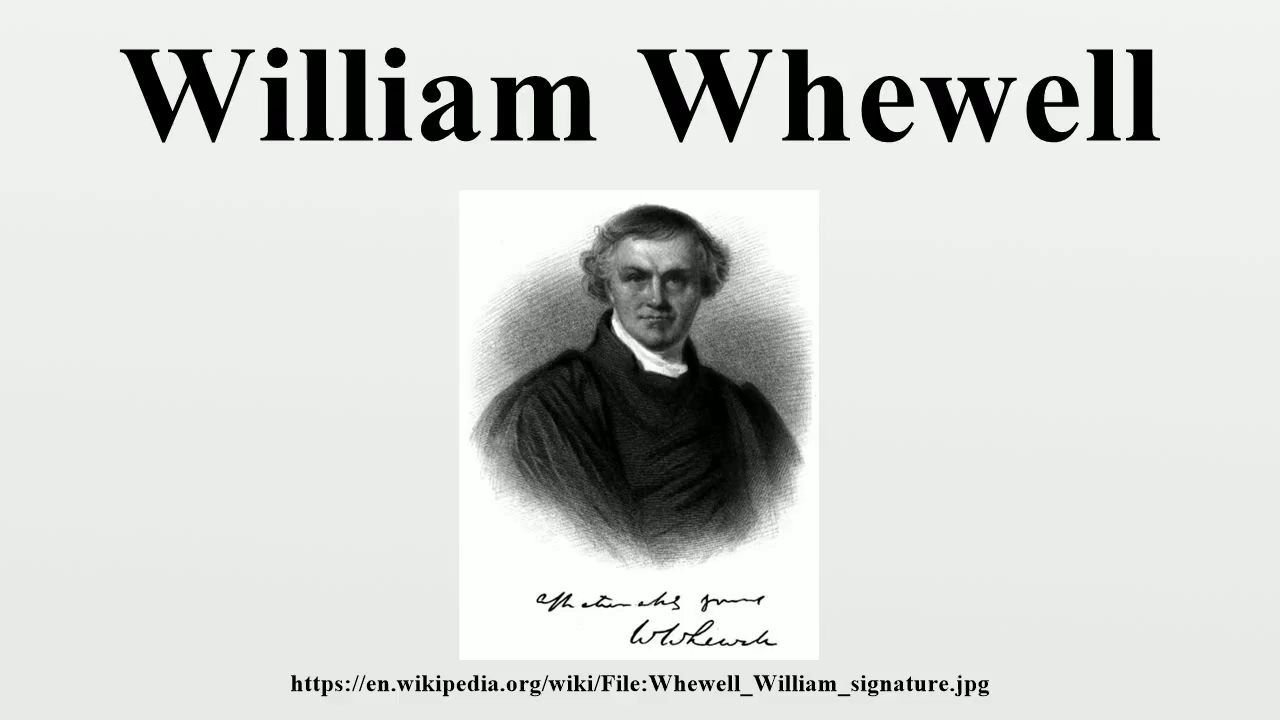 William Whewell
affectionately yours
W Whewell
https://en.wikipedia.org/wiki/File:Whewell_William_signature.jpg